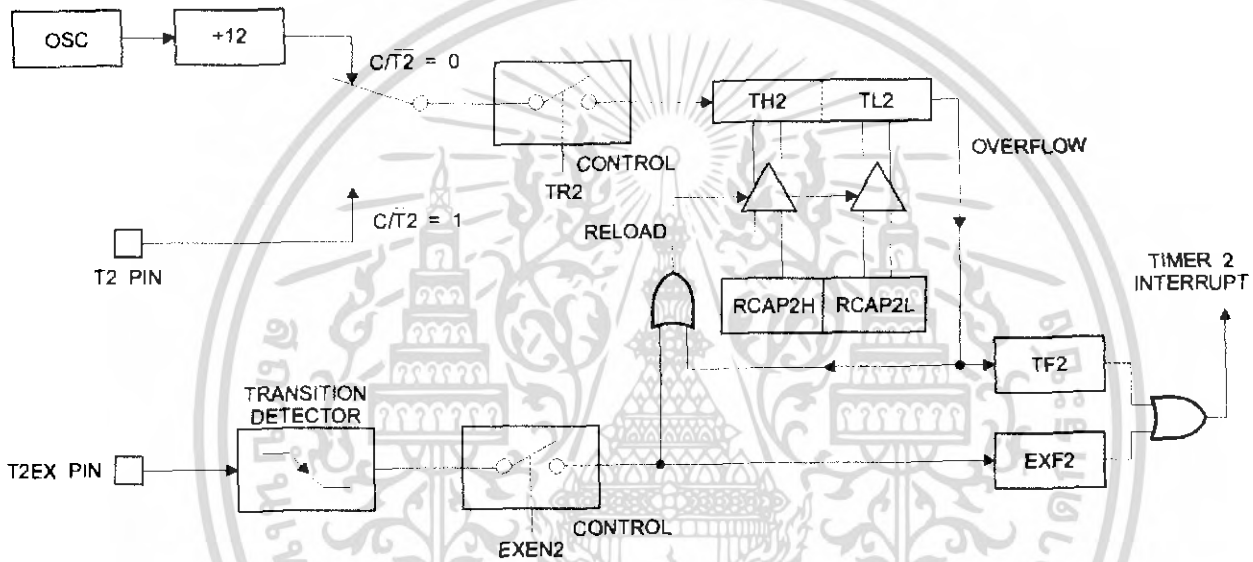 OSC
+12
C/T2̅ = 0
TH2
TL2
OVERFLOW
CONTROL
TR2
C/T2̅ = 1
T2 PIN
RELOAD
TIMER 2
INTERRUPT
RCAP2H
RCAP2L
TF2
TRANSITION
DETECTOR
T2EX PIN
EXF2
CONTROL
EXEN2